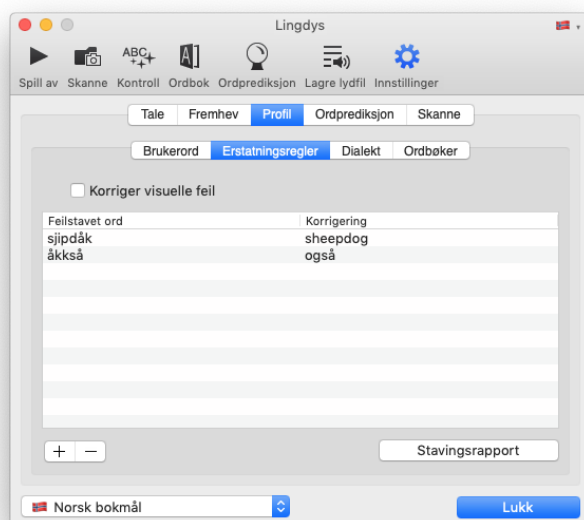 Lingdys
Spill av Skanne Kontroll Ordbok Ordprediksjon Lagre lydfil Innstillinger
Tale Fremhev Profil Ordprediksjon Skanne
Brukerord Erstatningsregler Dialekt Ordbøker
Korriger visuelle feil
Feilstavet ord Korrigering
sjipdåk sheepdog
åkkså også
+ − Stavingsrapport
Norsk bokmål Lukk